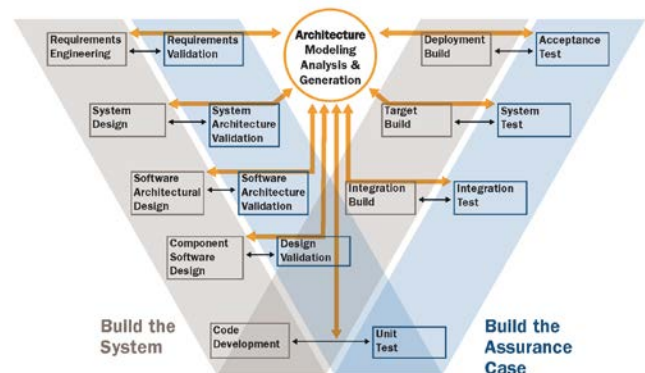 Requirements
Engineering
Requirements
Validation
Architecture
Modeling
Analysis &
Generation
Deployment
Build
Acceptance
Test
System
Design
System
Architecture
Validation
Target
Build
System
Test
Software
Architectural
Design
Software
Architecture
Validation
Integration
Build
Integration
Test
Component
Software
Design
Design
Validation
Build the
System
Code
Development
Unit
Test
Build the
Assurance
Case